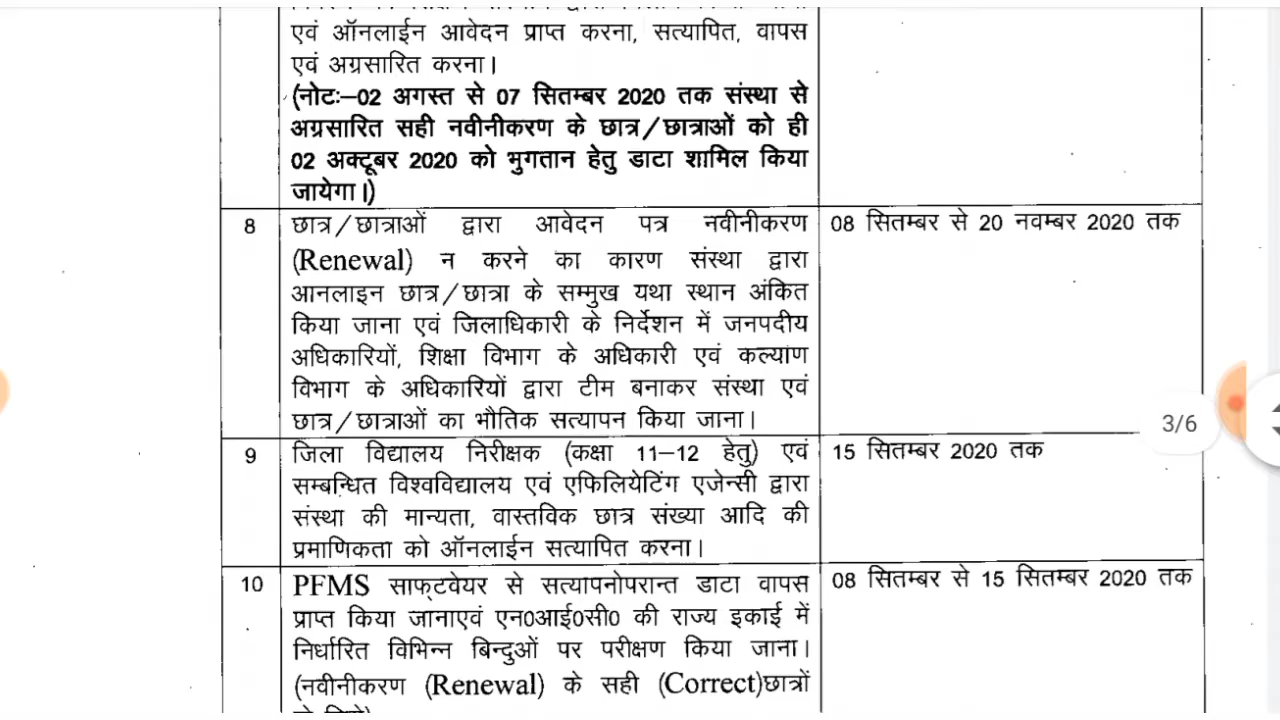 एवं ऑनलाईन आवेदन प्राप्त करना, सत्यापित, वापस
एवं अग्रसारित करना।
(नोटः–02 अगस्त से 07 सितम्बर 2020 तक संस्था से
अग्रसारित सही नवीनीकरण के छात्र/छात्राओं को ही
02 अक्टूबर 2020 को भुगतान हेतु डाटा शामिल किया
जायेगा।)
8 छात्र/छात्राओं द्वारा आवेदन पत्र नवीनीकरण 08 सितम्बर से 20 नवम्बर 2020 तक
(Renewal) न करने का कारण संस्था द्वारा
आनलाइन छात्र/छात्रा के सम्मुख यथा स्थान अंकित
किया जाना एवं जिलाधिकारी के निर्देशन में जनपदीय
अधिकारियों, शिक्षा विभाग के अधिकारी एवं कल्याण
विभाग के अधिकारियों द्वारा टीम बनाकर संस्था एवं
छात्र/छात्राओं का भौतिक सत्यापन किया जाना।
3/6
9 जिला विद्यालय निरीक्षक (कक्षा 11–12 हेतु) एवं 15 सितम्बर 2020 तक
सम्बन्धित विश्वविद्यालय एवं एफिलियेटिंग एजेन्सी द्वारा
संस्था की मान्यता, वास्तविक छात्र संख्या आदि की
प्रमाणिकता को ऑनलाईन सत्यापित करना।
10 PFMS साफ्टवेयर से सत्यापनोपरान्त डाटा वापस 08 सितम्बर से 15 सितम्बर 2020 तक
प्राप्त किया जानाएवं एन0आई0सी0 की राज्य इकाई में
निर्धारित विभिन्न बिन्दुओं पर परीक्षण किया जाना।
(नवीनीकरण (Renewal) के सही (Correct)छात्रों